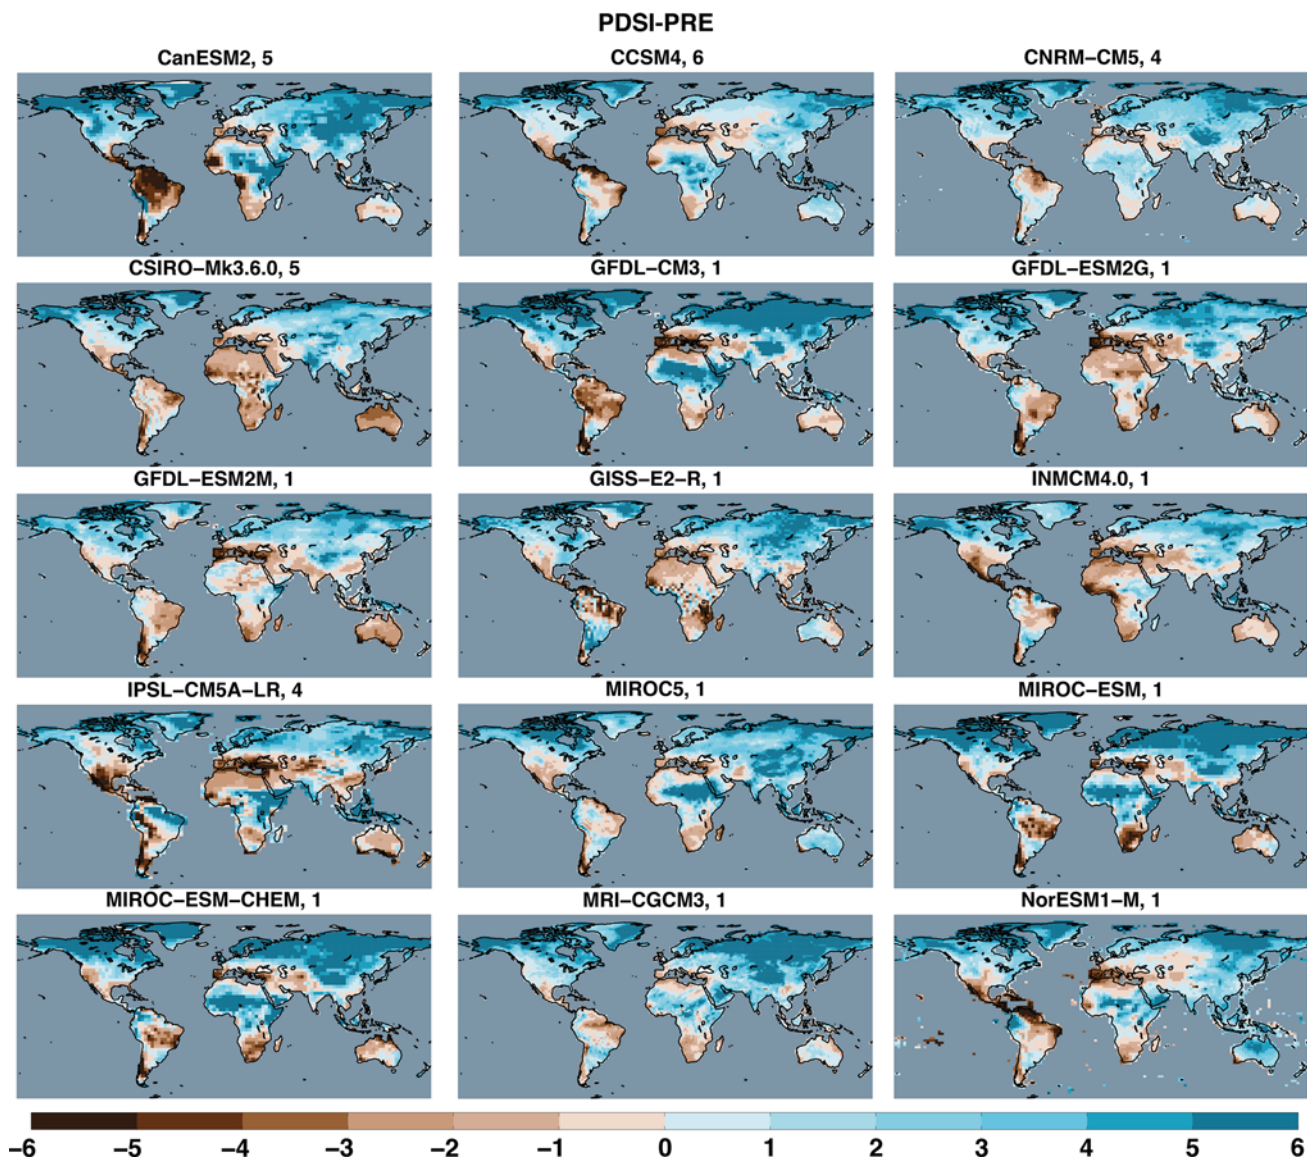 PDSI-PRE
CanESM2, 5
CCSM4, 6
CNRM−CM5, 4
CSIRO−Mk3.6.0, 5
GFDL−CM3, 1
GFDL−ESM2G, 1
GFDL−ESM2M, 1
GISS−E2−R, 1
INMCM4.0, 1
IPSL−CM5A−LR, 4
MIROC5, 1
MIROC−ESM, 1
MIROC−ESM−CHEM, 1
MRI−CGCM3, 1
NorESM1−M, 1
−6 −5 −4 −3 −2 −1 0 1 2 3 4 5 6